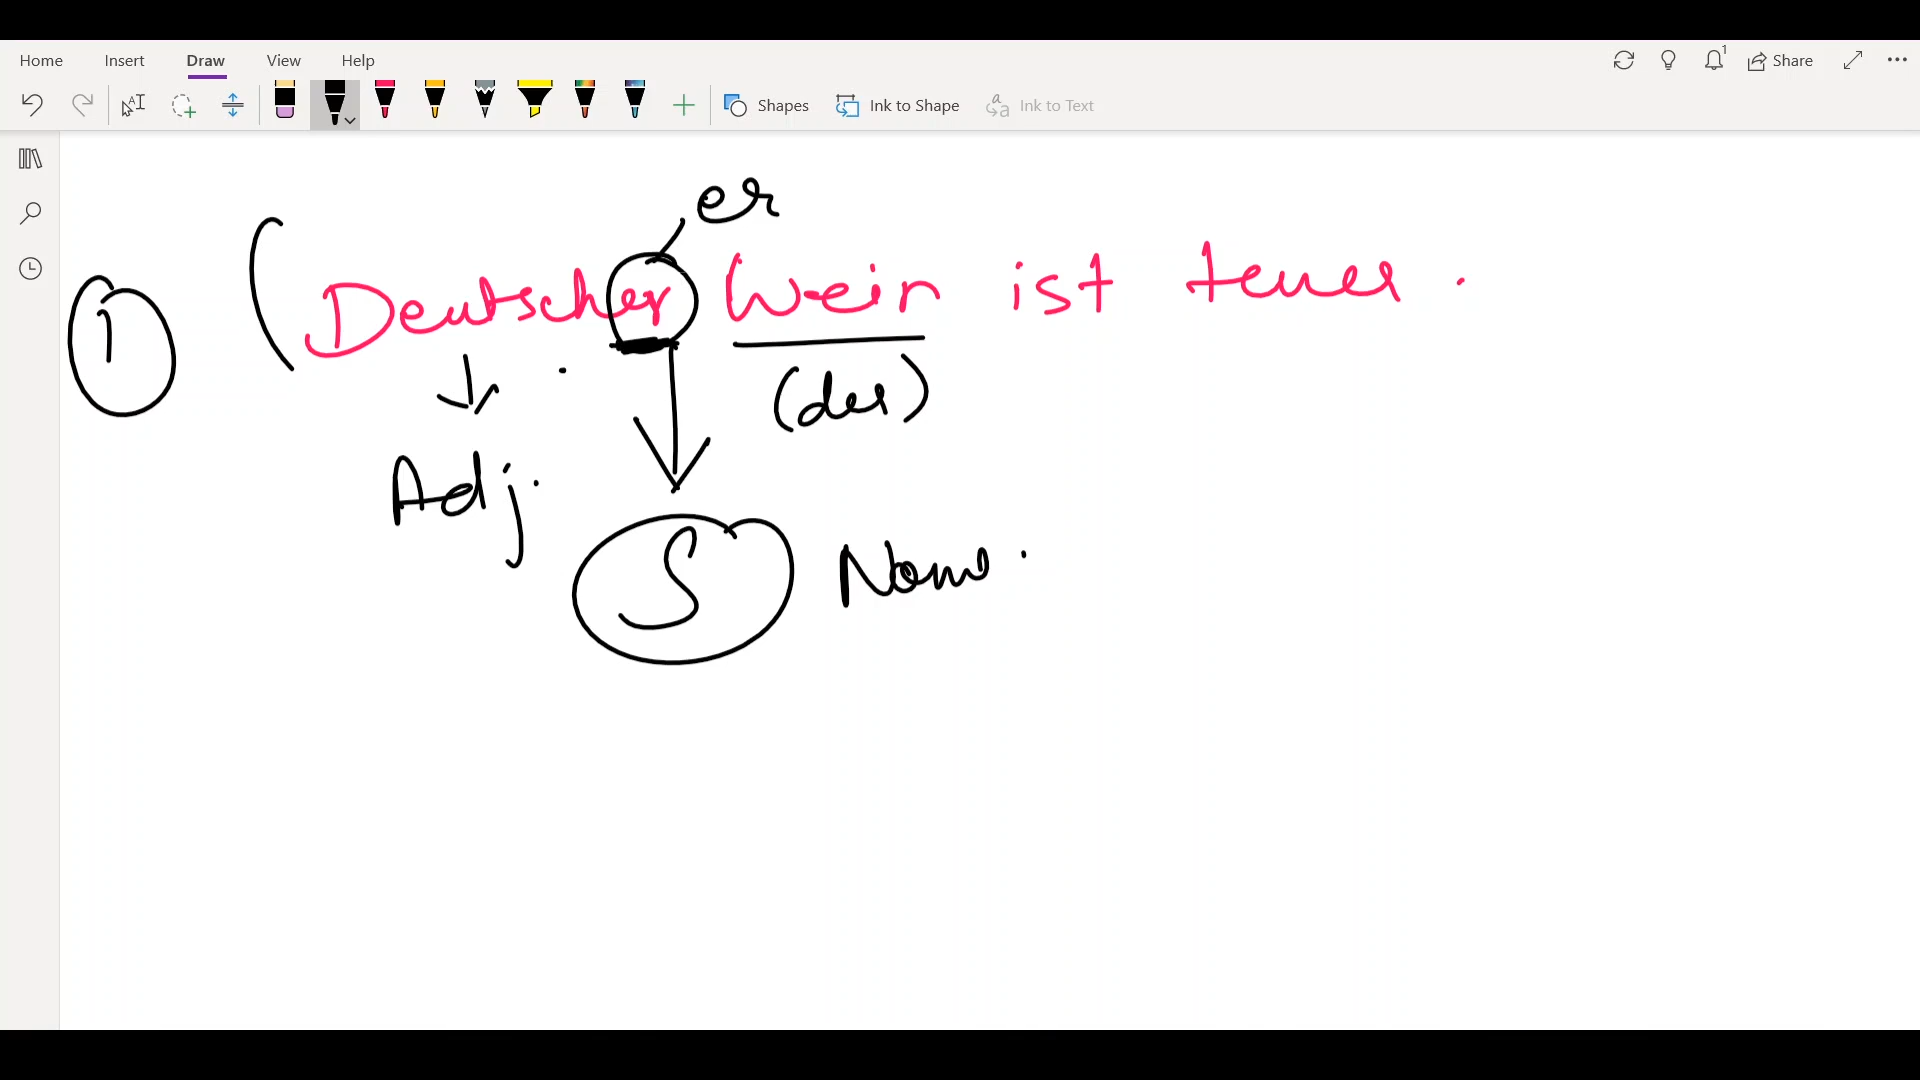 Home Insert Draw View Help
1 Share
Shapes Ink to Shape Ink to Text
er
1 ( Deutscher Wein ist teuer .
(der)
Adj.
S Nom.